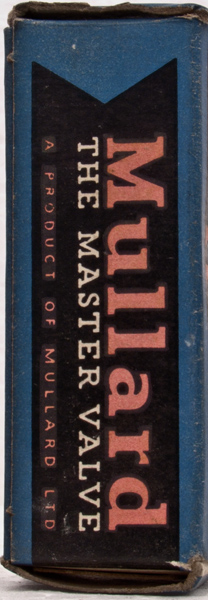 Mullard
THE MASTER VALVE
A PRODUCT OF MULLARD LTD